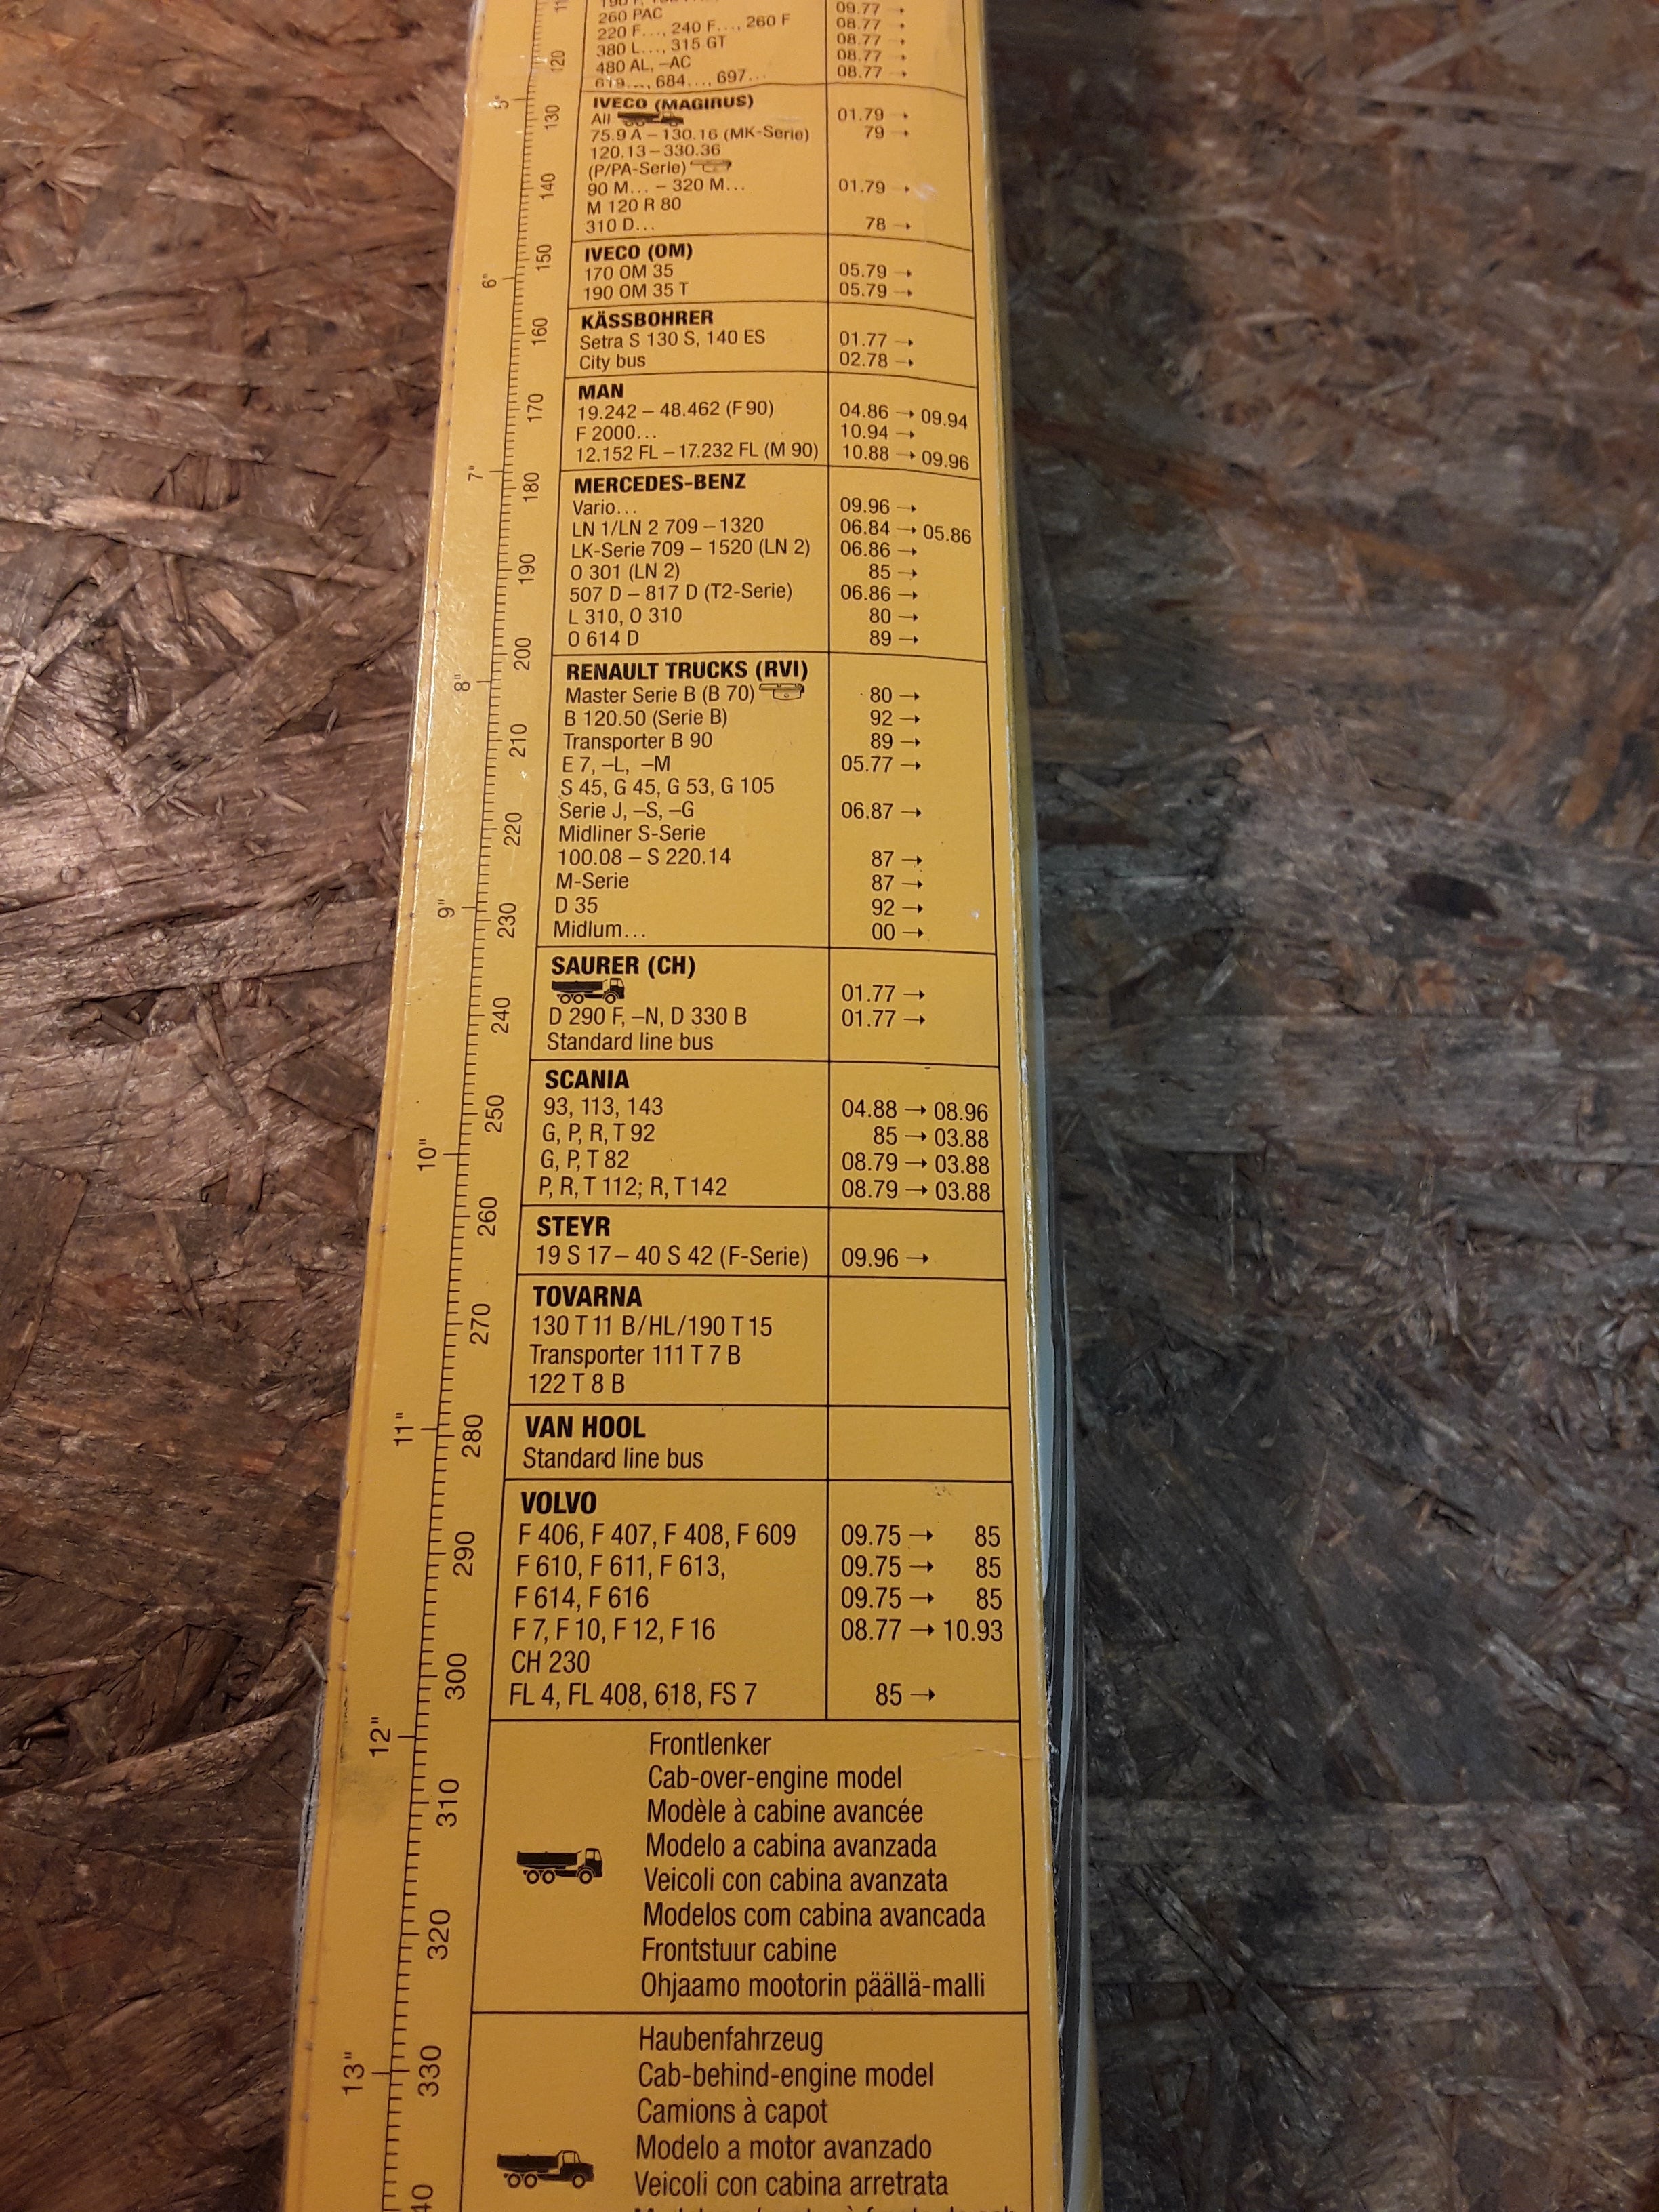 260 PAC 09.77 →
220 F..., 240 F..., 260 F 08.77 →
380 L..., 315 GT 08.77 →
480 AL, –AC 08.77 →
619..., 684..., 697... 08.77 →
IVECO (MAGIRUS)
All 01.79 →
75.9 A – 130.16 (MK-Serie) 79 →
120.13 – 330.36
(P/PA-Serie)
90 M... – 320 M... 01.79 →
M 120 R 80
310 D... 78 →
IVECO (OM)
170 OM 35 05.79 →
190 OM 35 T 05.79 →
KÄSSBOHRER
Setra S 130 S, 140 ES 01.77 →
City bus 02.78 →
MAN
19.242 – 48.462 (F 90) 04.86 → 09.94
F 2000... 10.94 →
12.152 FL – 17.232 FL (M 90) 10.88 → 09.96
MERCEDES-BENZ
Vario... 09.96 →
LN 1/LN 2 709 – 1320 06.84 → 05.86
LK-Serie 709 – 1520 (LN 2) 06.86 →
O 301 (LN 2) 85 →
507 D – 817 D (T2-Serie) 06.86 →
L 310, O 310 80 →
O 614 D 89 →
RENAULT TRUCKS (RVI)
Master Serie B (B 70) 80 →
B 120.50 (Serie B) 92 →
Transporter B 90 89 →
E 7, –L, –M 05.77 →
S 45, G 45, G 53, G 105
Serie J, –S, –G 06.87 →
Midliner S-Serie
100.08 – S 220.14 87 →
M-Serie 87 →
D 35 92 →
Midlum... 00 →
SAURER (CH)
01.77 →
D 290 F, –N, D 330 B 01.77 →
Standard line bus
SCANIA
93, 113, 143 04.88 → 08.96
G, P, R, T 92 85 → 03.88
G, P, T 82 08.79 → 03.88
P, R, T 112; R, T 142 08.79 → 03.88
STEYR
19 S 17 – 40 S 42 (F-Serie) 09.96 →
TOVARNA
130 T 11 B/HL/190 T 15
Transporter 111 T 7 B
122 T 8 B
VAN HOOL
Standard line bus
VOLVO
F 406, F 407, F 408, F 609 09.75 → 85
F 610, F 611, F 613, 09.75 → 85
F 614, F 616 09.75 → 85
F 7, F 10, F 12, F 16 08.77 → 10.93
CH 230
FL 4, FL 408, 618, FS 7 85 →
Frontlenker
Cab-over-engine model
Modèle à cabine avancée
Modelo a cabina avanzada
Veicoli con cabina avanzata
Modelos com cabina avancada
Frontstuur cabine
Ohjaamo mootorin päällä-malli
Haubenfahrzeug
Cab-behind-engine model
Camions à capot
Modelo a motor avanzado
Veicoli con cabina arretrata
5"
6"
7"
8"
9"
10"
11"
12"
13"
120
130
140
150
160
170
180
190
200
210
220
230
240
250
260
270
280
290
300
310
320
330